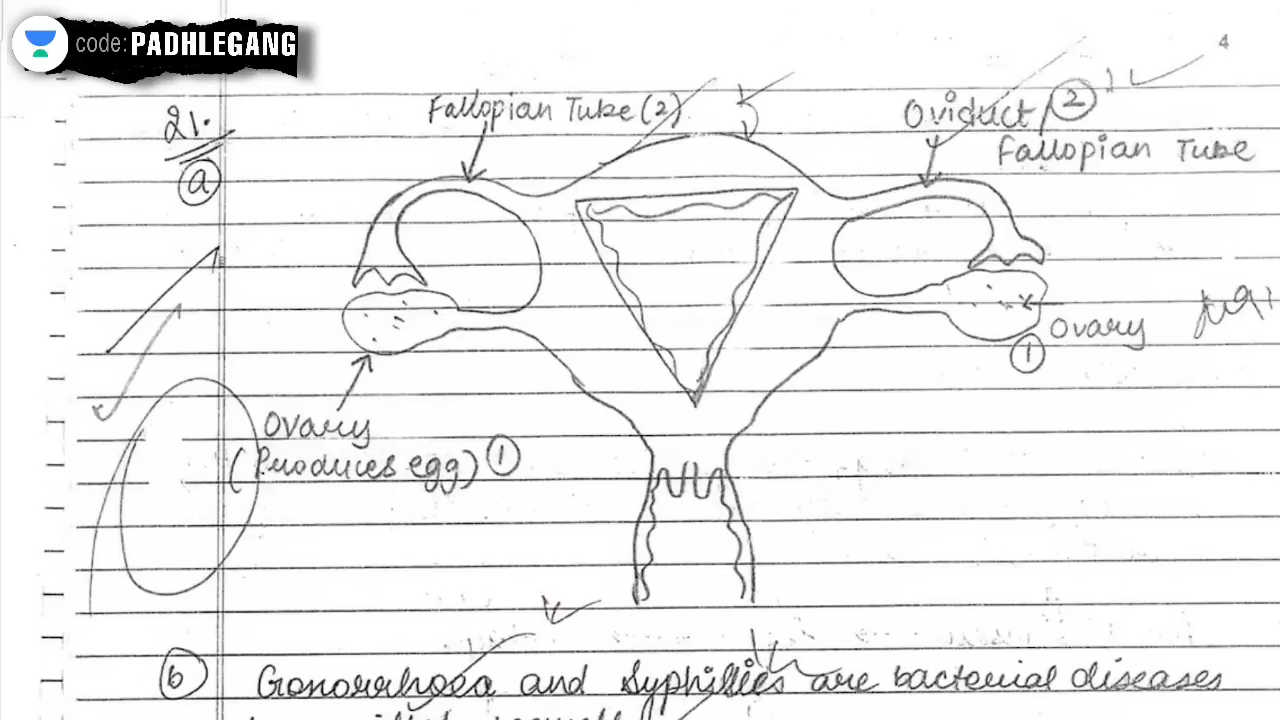 code: PADHLEGANG
4
21.
Fallopian Tube (2)
Oviduct / 2
Fallopian Tube
a
Ovary
1
Ovary
(Produces egg) 1
b Gonorrhoea and Syphillies are bacterial diseases